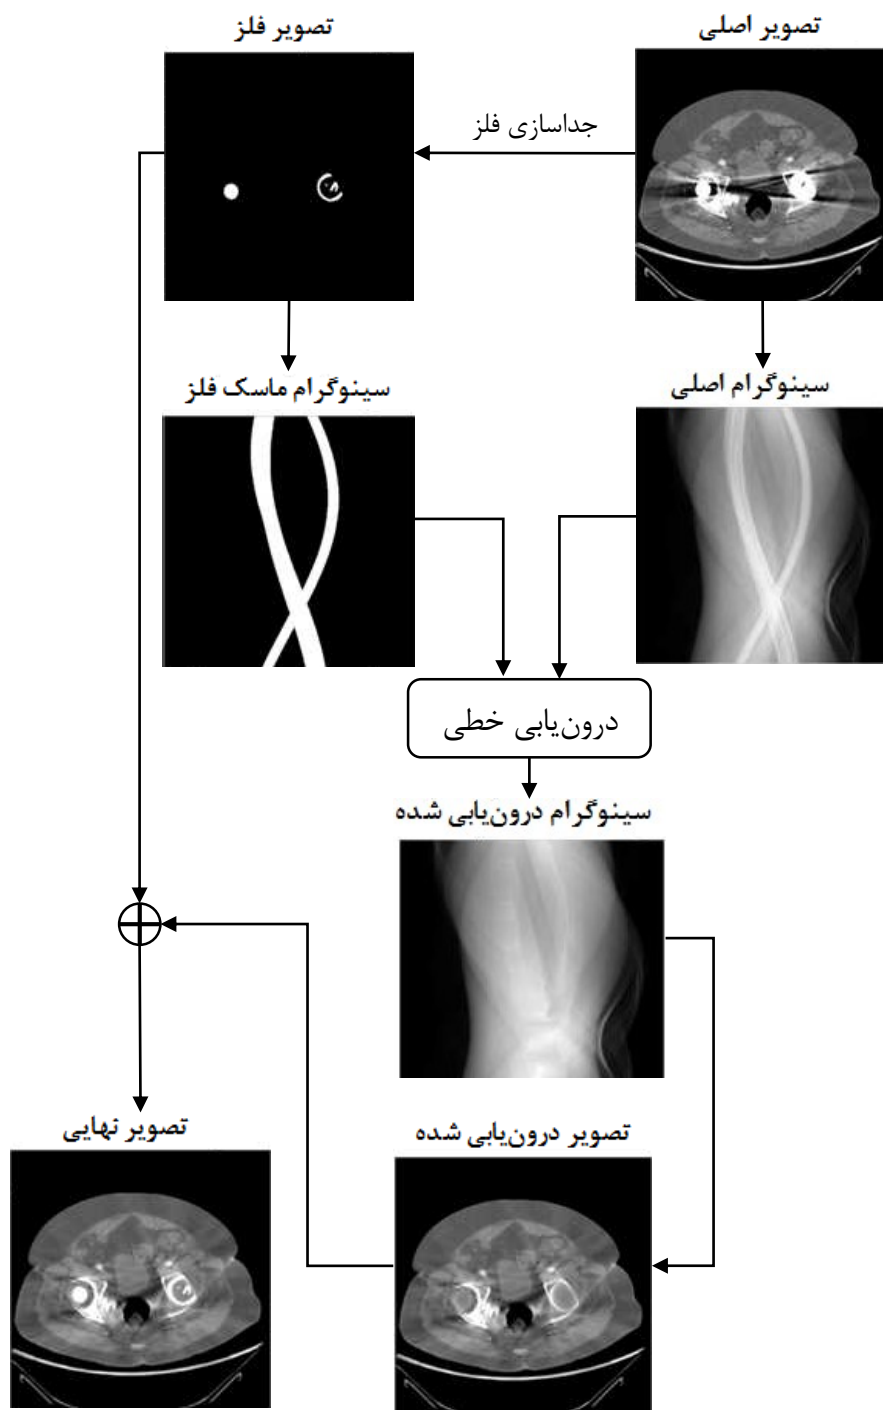 تصویر اصلی
تصویر فلز
جداسازی فلز
سینوگرام اصلی
سینوگرام ماسک فلز
درون‌یابی خطی
سینوگرام درون‌یابی شده
تصویر درون‌یابی شده
تصویر نهایی